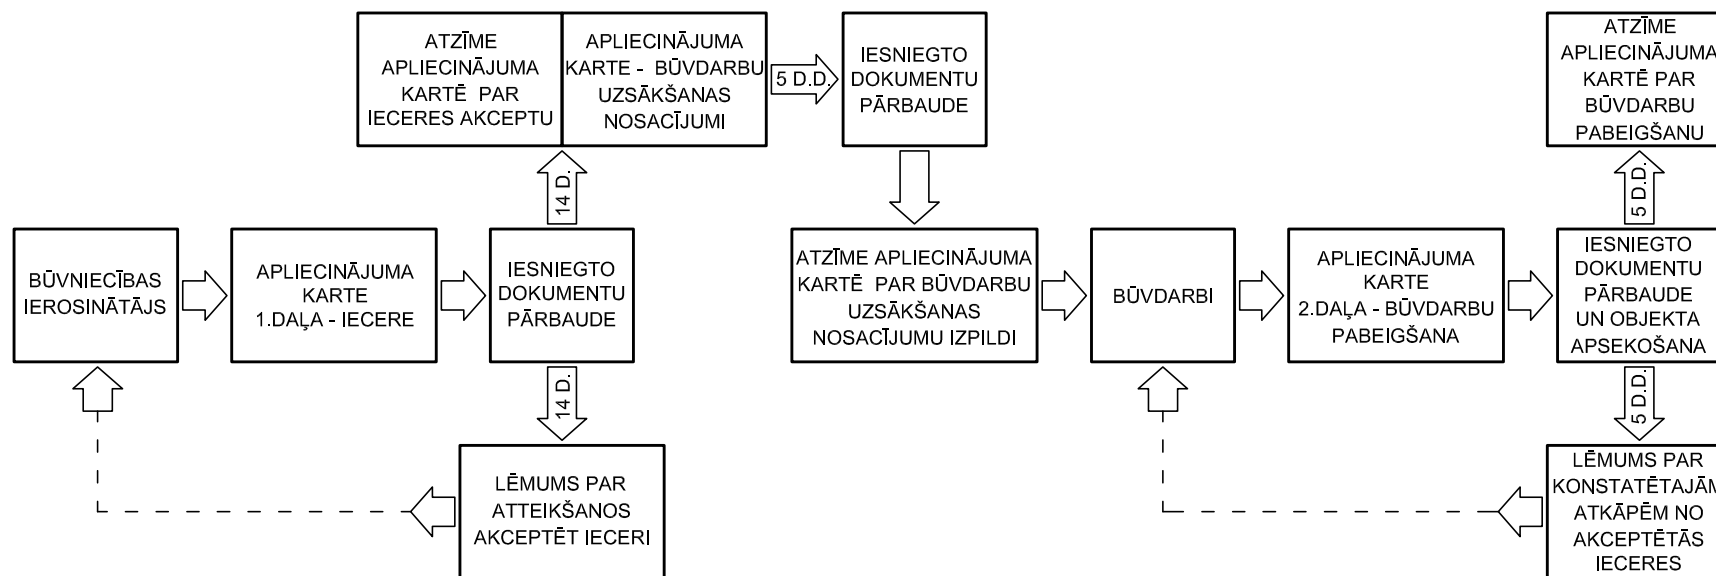 ATZĪME
APLIECINĀJUMA
KARTĒ PAR
IECERES AKCEPTU
APLIECINĀJUMA
KARTE - BŪVDARBU
UZSĀKŠANAS
NOSACĪJUMI
5 D.D.
IESNIEGTO
DOKUMENTU
PĀRBAUDE
ATZĪME
APLIECINĀJUMA
KARTĒ PAR
BŪVDARBU
PABEIGŠANU
14 D.
5 D.D.
BŪVNIECĪBAS
IEROSINĀTĀJS
APLIECINĀJUMA
KARTE
1.DAĻA - IECERE
IESNIEGTO
DOKUMENTU
PĀRBAUDE
ATZĪME APLIECINĀJUMA
KARTĒ PAR BŪVDARBU
UZSĀKŠANAS
NOSACĪJUMU IZPILDI
BŪVDARBI
APLIECINĀJUMA
KARTE
2.DAĻA - BŪVDARBU
PABEIGŠANA
IESNIEGTO
DOKUMENTU
PĀRBAUDE
UN OBJEKTA
APSEKOŠANA
14 D.
5 D.D.
LĒMUMS PAR
ATTEIKŠANOS
AKCEPTĒT IECERI
LĒMUMS PAR
KONSTATĒTAJĀM
ATKĀPĒM NO
AKCEPTĒTĀS
IECERES